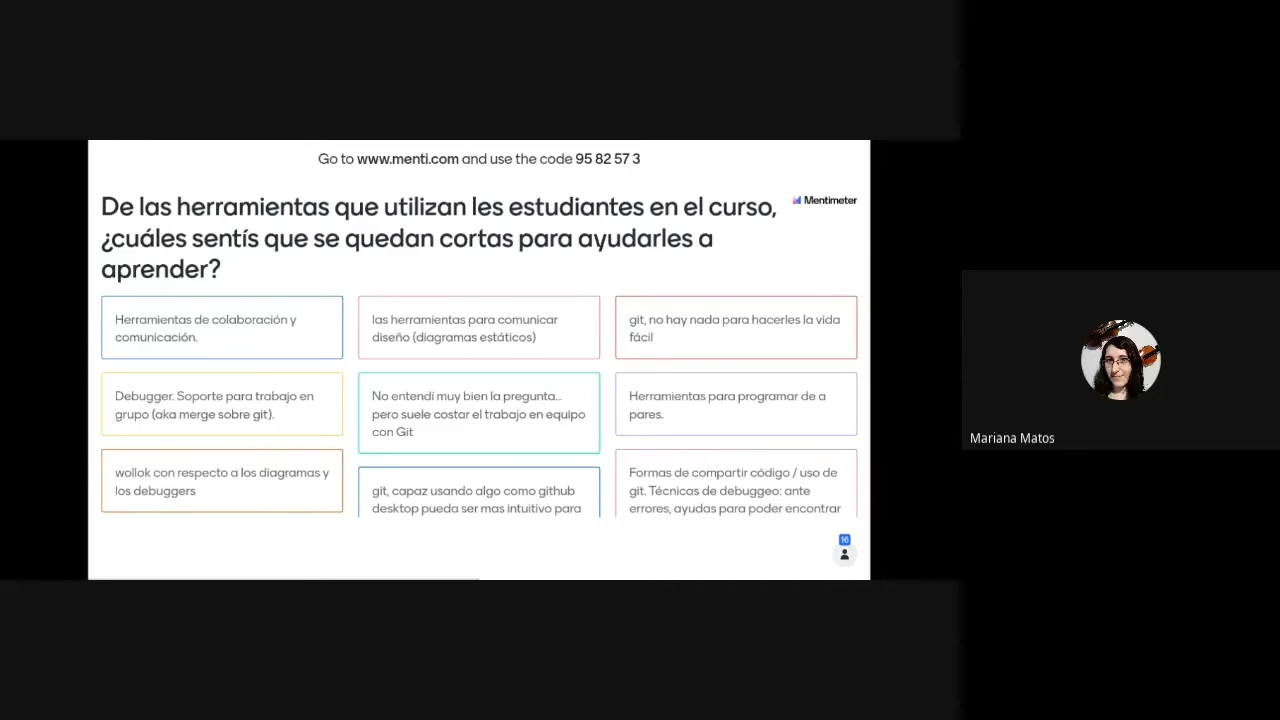 Go to www.menti.com and use the code 95 82 57 3
De las herramientas que utilizan les estudiantes en el curso,
¿cuáles sentís que se quedan cortas para ayudarles a
aprender?
Mentimeter
Herramientas de colaboración y
comunicación.
las herramientas para comunicar
diseño (diagramas estáticos)
git, no hay nada para hacerles la vida
fácil
Debugger. Soporte para trabajo en
grupo (aka merge sobre git).
No entendí muy bien la pregunta...
pero suele costar el trabajo en equipo
con Git
Herramientas para programar de a
pares.
wollok con respecto a los diagramas y
los debuggers
git, capaz usando algo como github
desktop pueda ser mas intuitivo para
Formas de compartir código / uso de
git. Técnicas de debuggeo: ante
errores, ayudas para poder encontrar
16
Mariana Matos